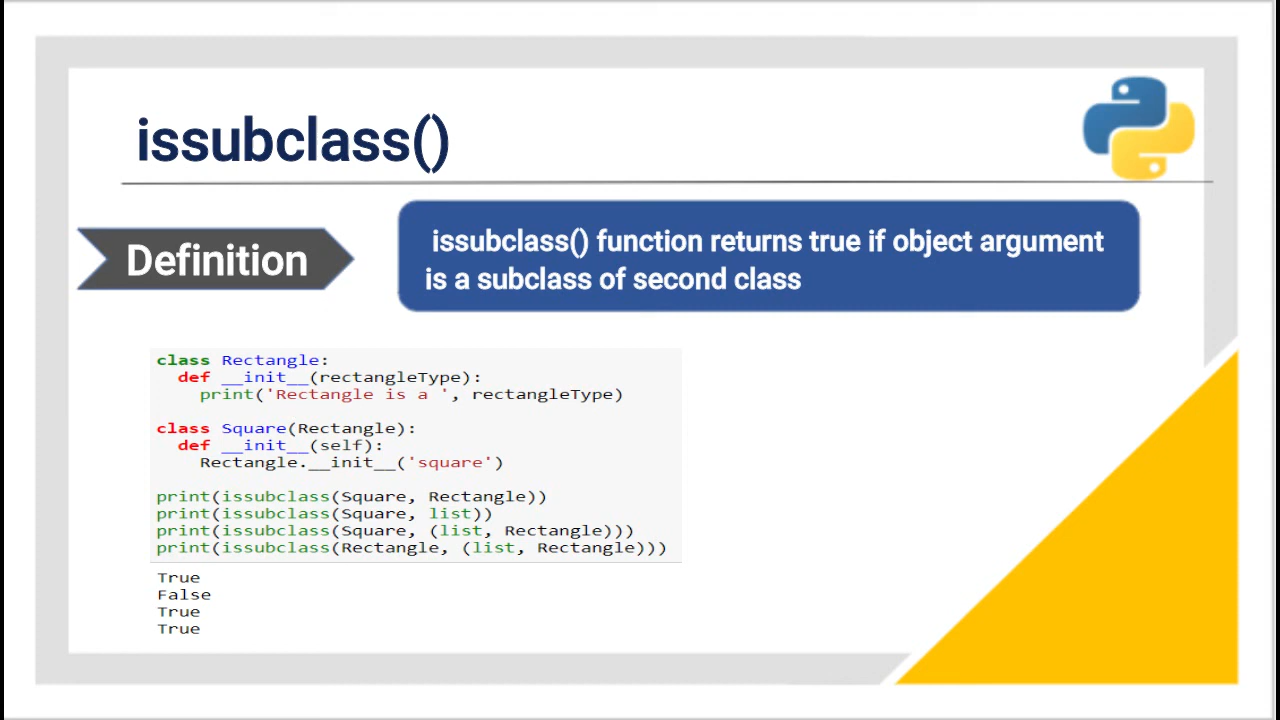 issubclass()
Definition
issubclass() function returns true if object argument
is a subclass of second class
class Rectangle:
  def __init__(rectangleType):
    print('Rectangle is a ', rectangleType)
class Square(Rectangle):
  def __init__(self):
    Rectangle.__init__('square')
print(issubclass(Square, Rectangle))
print(issubclass(Square, list))
print(issubclass(Square, (list, Rectangle)))
print(issubclass(Rectangle, (list, Rectangle)))
True
False
True
True